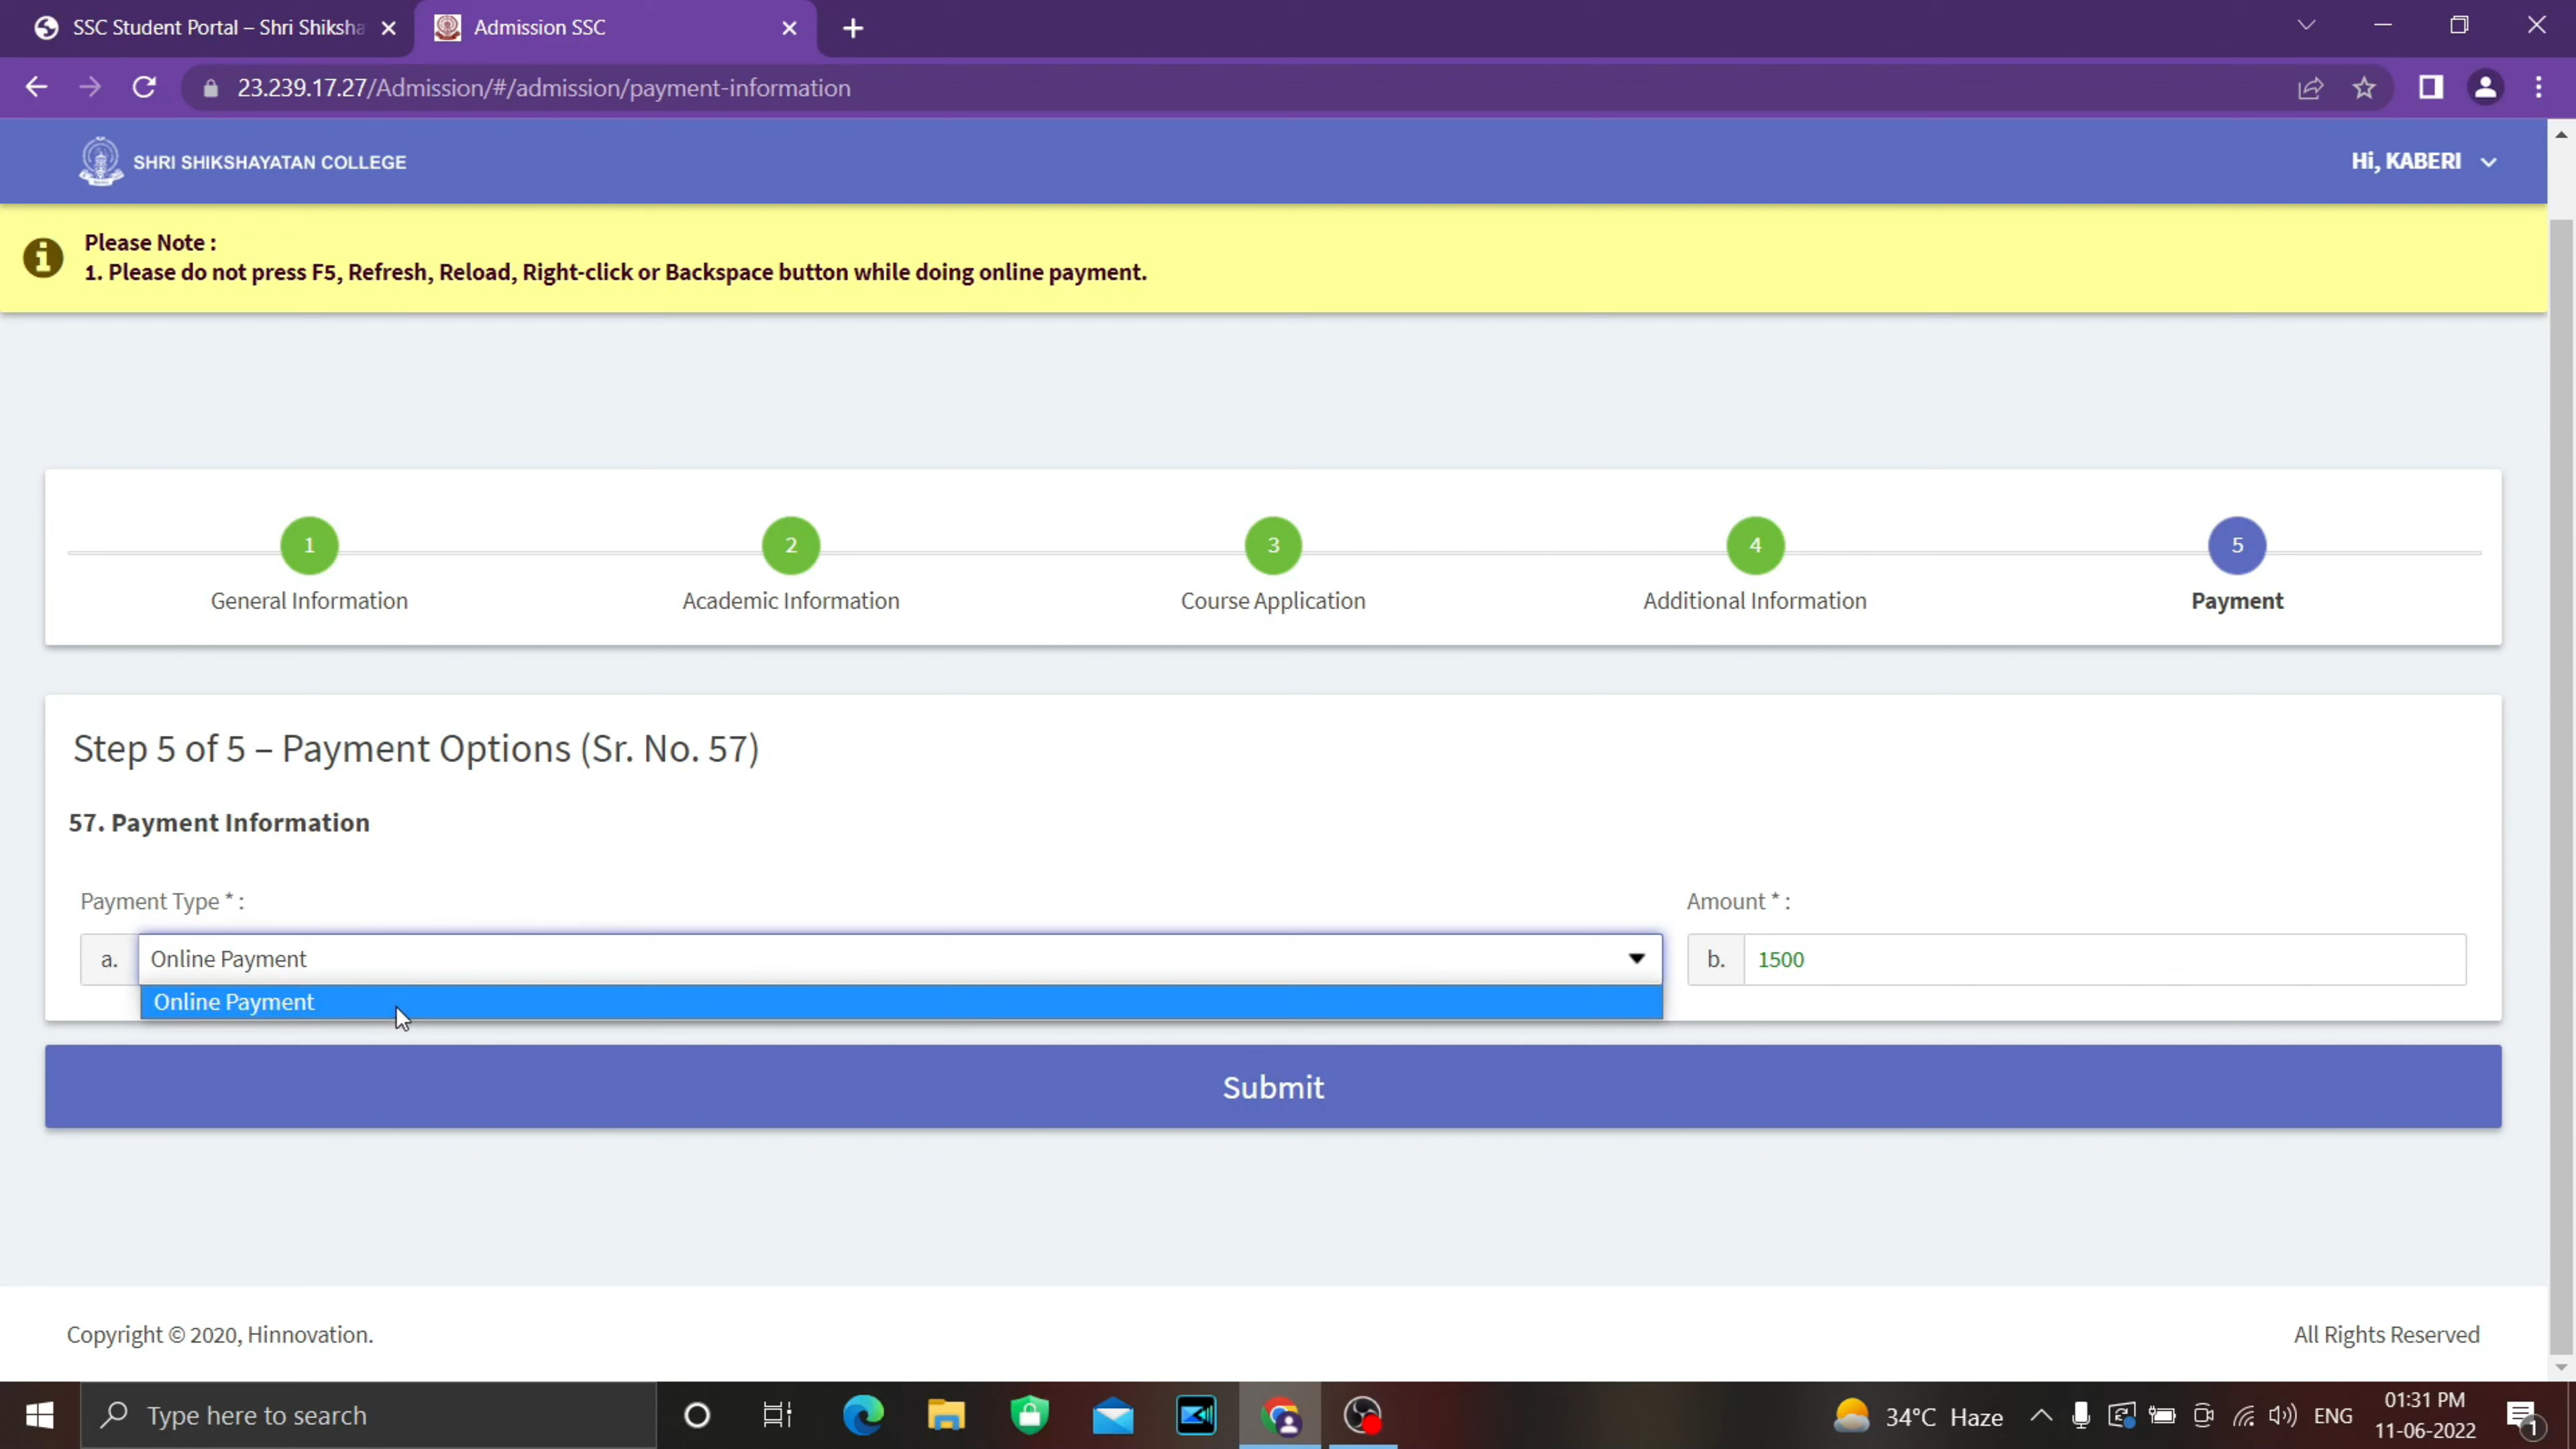 SSC Student Portal – Shri Shiksha
Admission SSC
23.239.17.27/Admission/#/admission/payment-information
SHRI SHIKSHAYATAN COLLEGE
Hi, KABERI
Please Note :
1. Please do not press F5, Refresh, Reload, Right-click or Backspace button while doing online payment.
1
2
3
4
5
General Information
Academic Information
Course Application
Additional Information
Payment
Step 5 of 5 – Payment Options (Sr. No. 57)
57. Payment Information
Payment Type * :
Amount * :
a.
Online Payment
b.
1500
Online Payment
Submit
Copyright © 2020, Hinnovation.
All Rights Reserved
Type here to search
34°C Haze
ENG
01:31 PM
11-06-2022
1